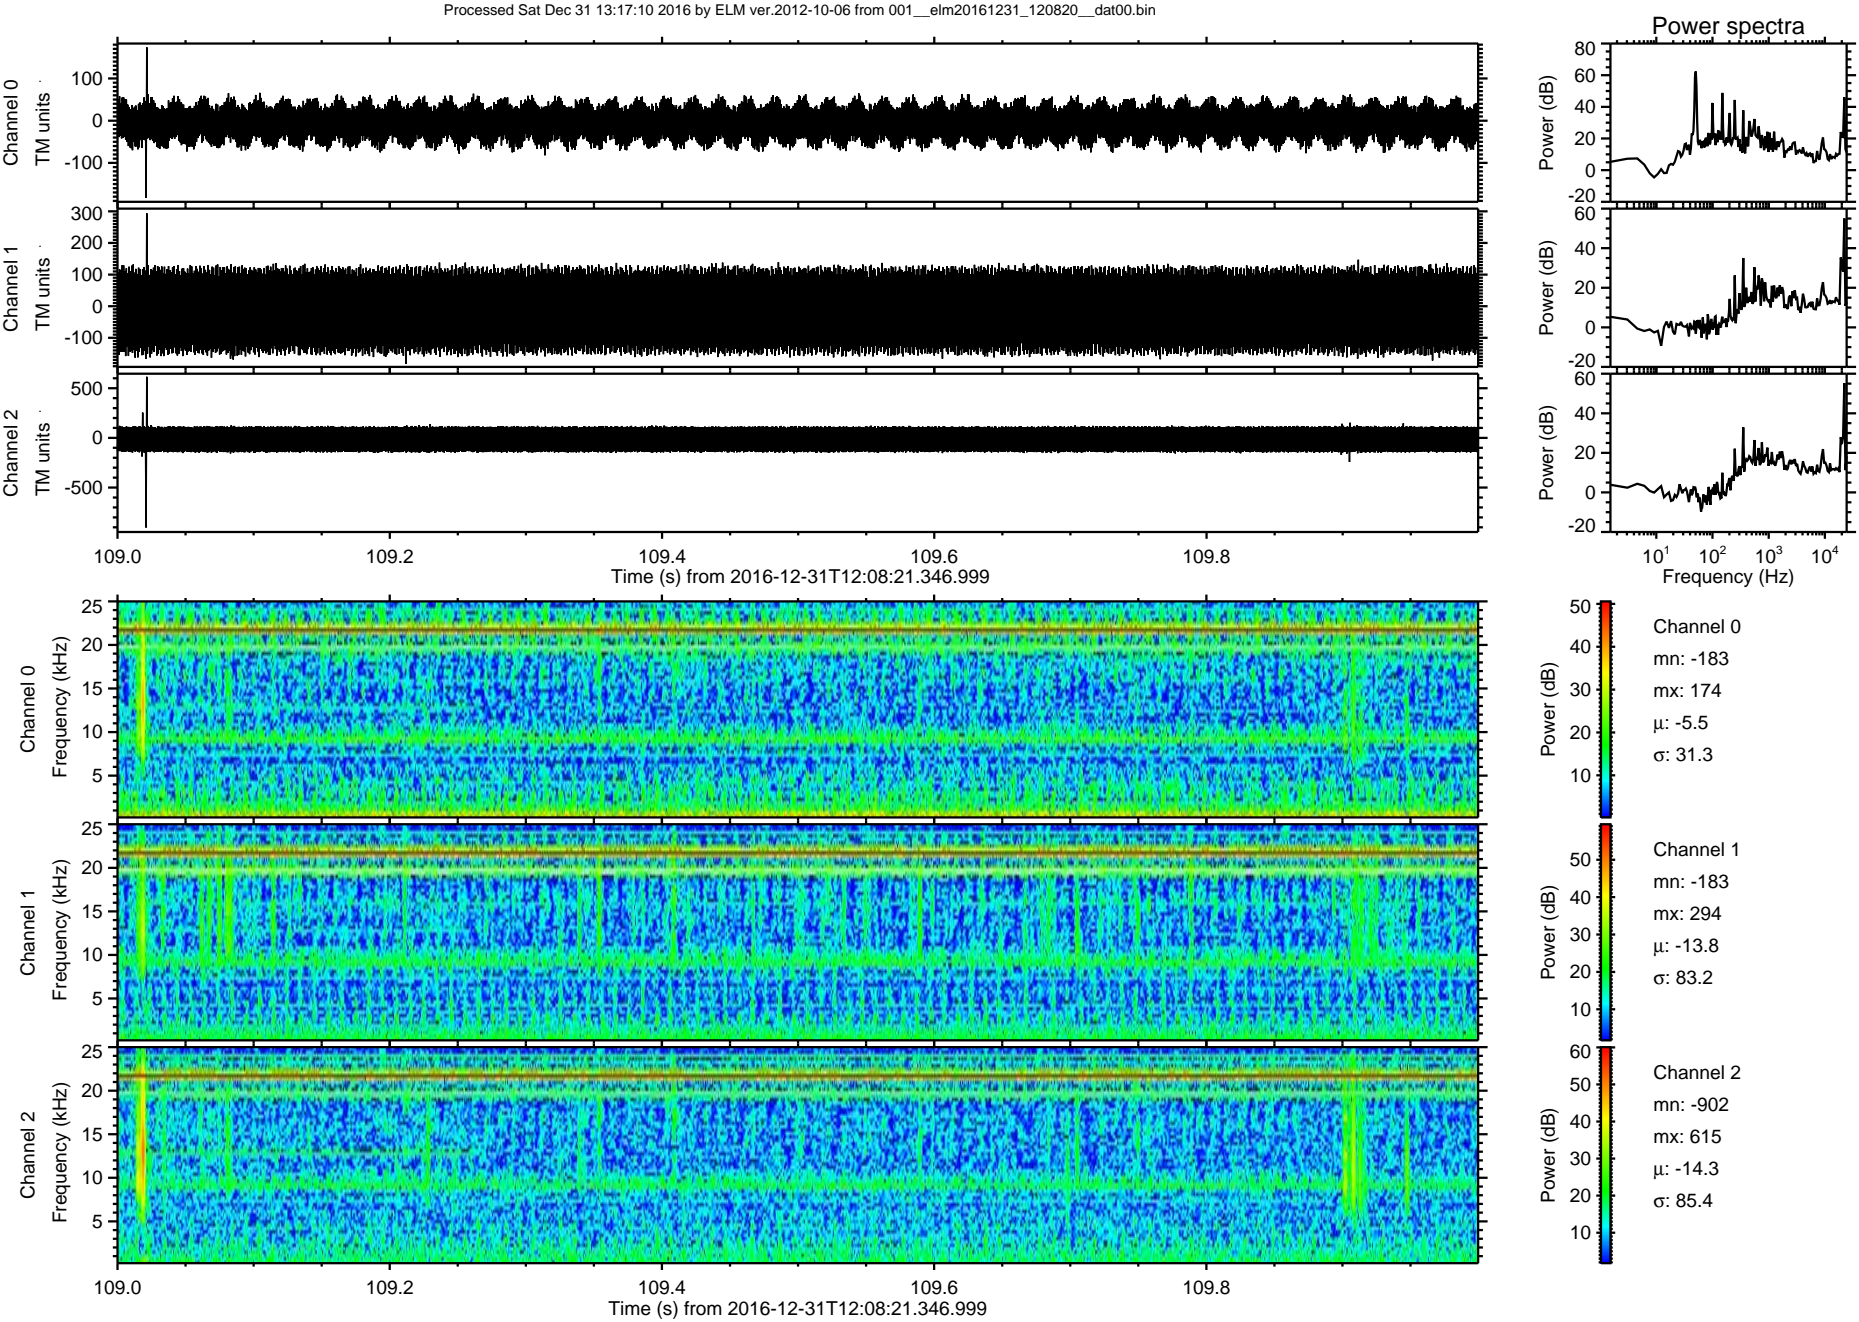 Processed Sat Dec 31 13:17:10 2016 by ELM ver.2012-10-06 from 001__elm20161231_120820__dat00.bin
Power spectra
Channel 0
TM units
100
0
-100
Power (dB)
80
60
40
20
0
-20
Channel 1
TM units
300
200
100
0
-100
Power (dB)
60
40
20
0
-20
Channel 2
TM units
500
0
-500
Power (dB)
60
40
20
0
-20
109.0
109.2
109.4
109.6
109.8
Time (s) from 2016-12-31T12:08:21.346.999
10^1
10^2
10^3
10^4
Frequency (Hz)
Channel 0
Frequency (kHz)
25
20
15
10
5
Power (dB)
50
40
30
20
10
Channel 0
mn: -183
mx: 174
μ: -5.5
σ: 31.3
Channel 1
Frequency (kHz)
25
20
15
10
5
Power (dB)
50
40
30
20
10
Channel 1
mn: -183
mx: 294
μ: -13.8
σ: 83.2
Channel 2
Frequency (kHz)
25
20
15
10
5
Power (dB)
60
50
40
30
20
10
Channel 2
mn: -902
mx: 615
μ: -14.3
σ: 85.4
109.0
109.2
109.4
109.6
109.8
Time (s) from 2016-12-31T12:08:21.346.999